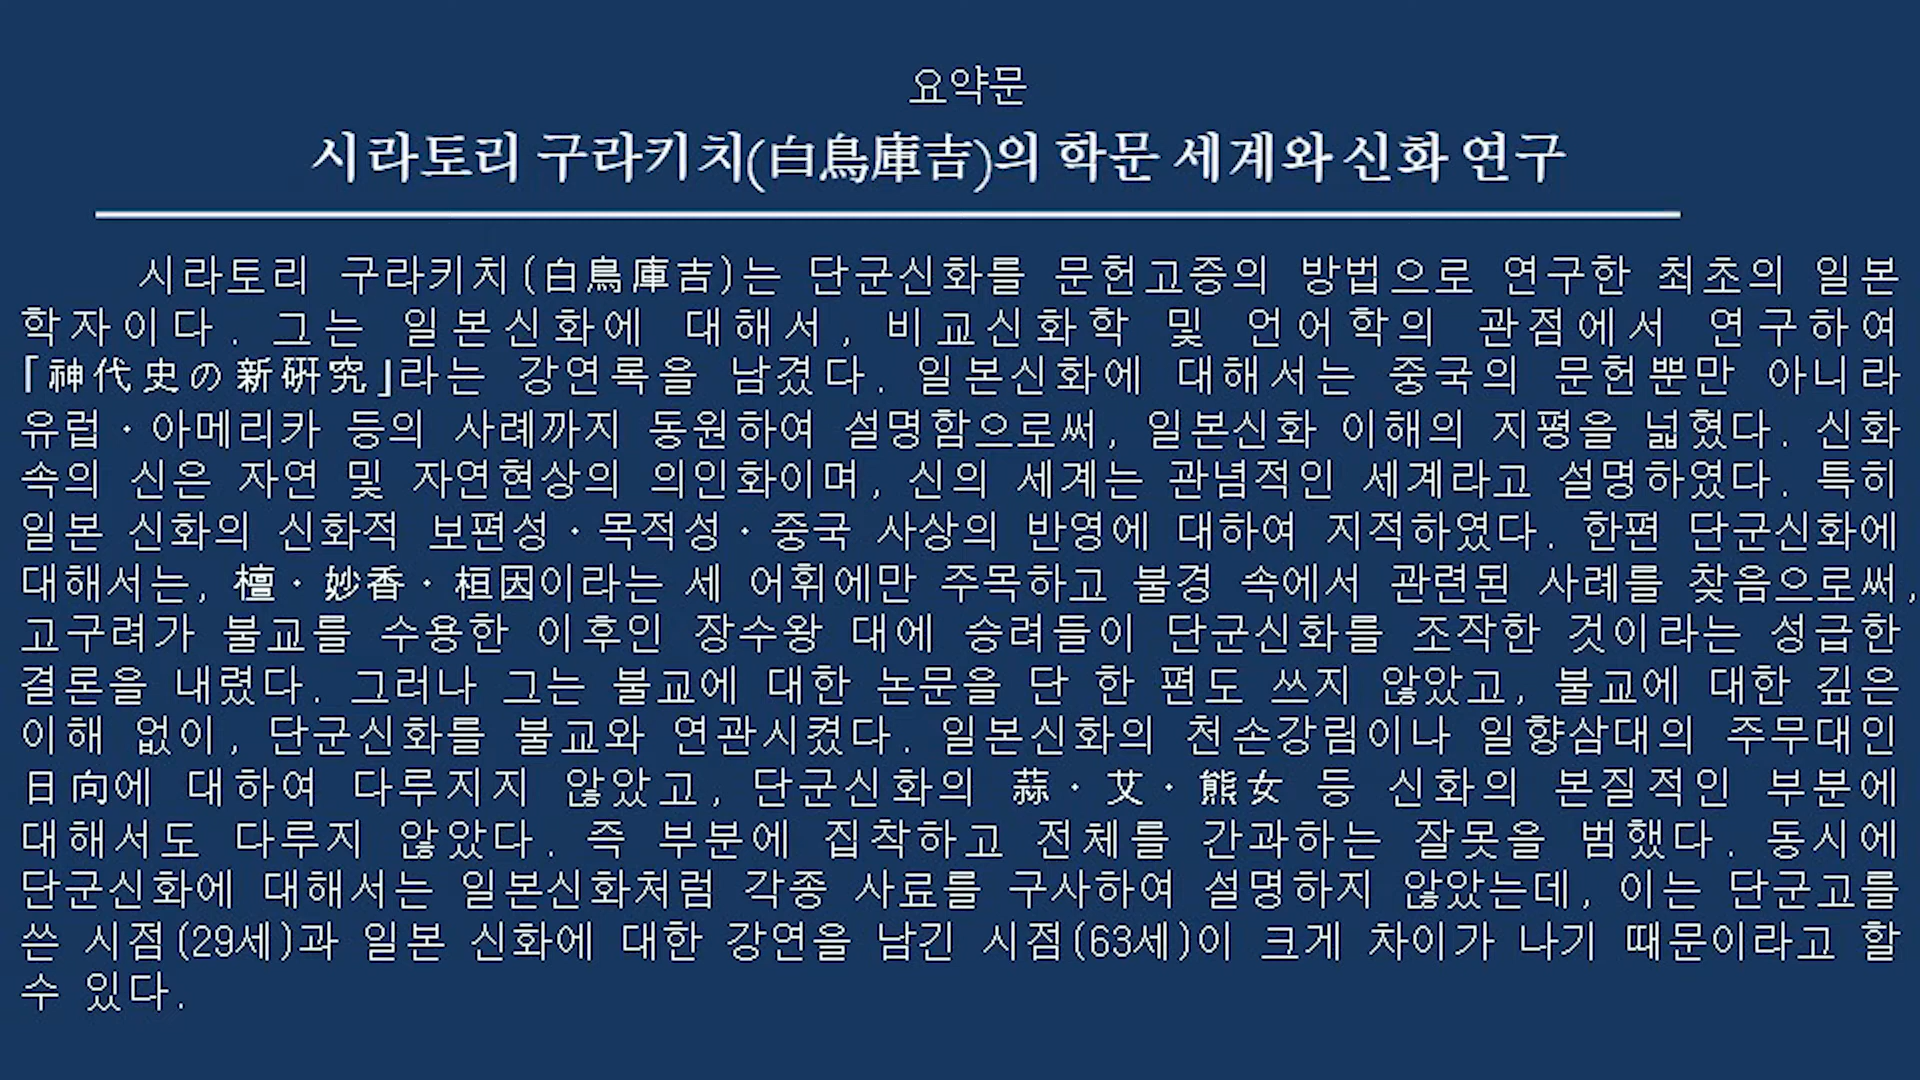 요약문
시라토리 구라키치(白鳥庫吉)의 학문 세계와 신화 연구
시라토리 구라키치(白鳥庫吉)는 단군신화를 문헌고증의 방법으로 연구한 최초의 일본
학자이다. 그는 일본신화에 대해서, 비교신화학 및 언어학의 관점에서 연구하여
「神代史の新硏究」라는 강연록을 남겼다. 일본신화에 대해서는 중국의 문헌뿐만 아니라
유럽·아메리카 등의 사례까지 동원하여 설명함으로써, 일본신화 이해의 지평을 넓혔다. 신화
속의 신은 자연 및 자연현상의 의인화이며, 신의 세계는 관념적인 세계라고 설명하였다. 특히
일본 신화의 신화적 보편성·목적성·중국 사상의 반영에 대하여 지적하였다. 한편 단군신화에
대해서는, 檀·妙香·桓因이라는 세 어휘에만 주목하고 불경 속에서 관련된 사례를 찾음으로써,
고구려가 불교를 수용한 이후인 장수왕 대에 승려들이 단군신화를 조작한 것이라는 성급한
결론을 내렸다. 그러나 그는 불교에 대한 논문을 단 한 편도 쓰지 않았고, 불교에 대한 깊은
이해 없이, 단군신화를 불교와 연관시켰다. 일본신화의 천손강림이나 일향삼대의 주무대인
日向에 대하여 다루지지 않았고, 단군신화의 蒜·艾·熊女 등 신화의 본질적인 부분에
대해서도 다루지 않았다. 즉 부분에 집착하고 전체를 간과하는 잘못을 범했다. 동시에
단군신화에 대해서는 일본신화처럼 각종 사료를 구사하여 설명하지 않았는데, 이는 단군고를
쓴 시점(29세)과 일본 신화에 대한 강연을 남긴 시점(63세)이 크게 차이가 나기 때문이라고 할
수 있다.